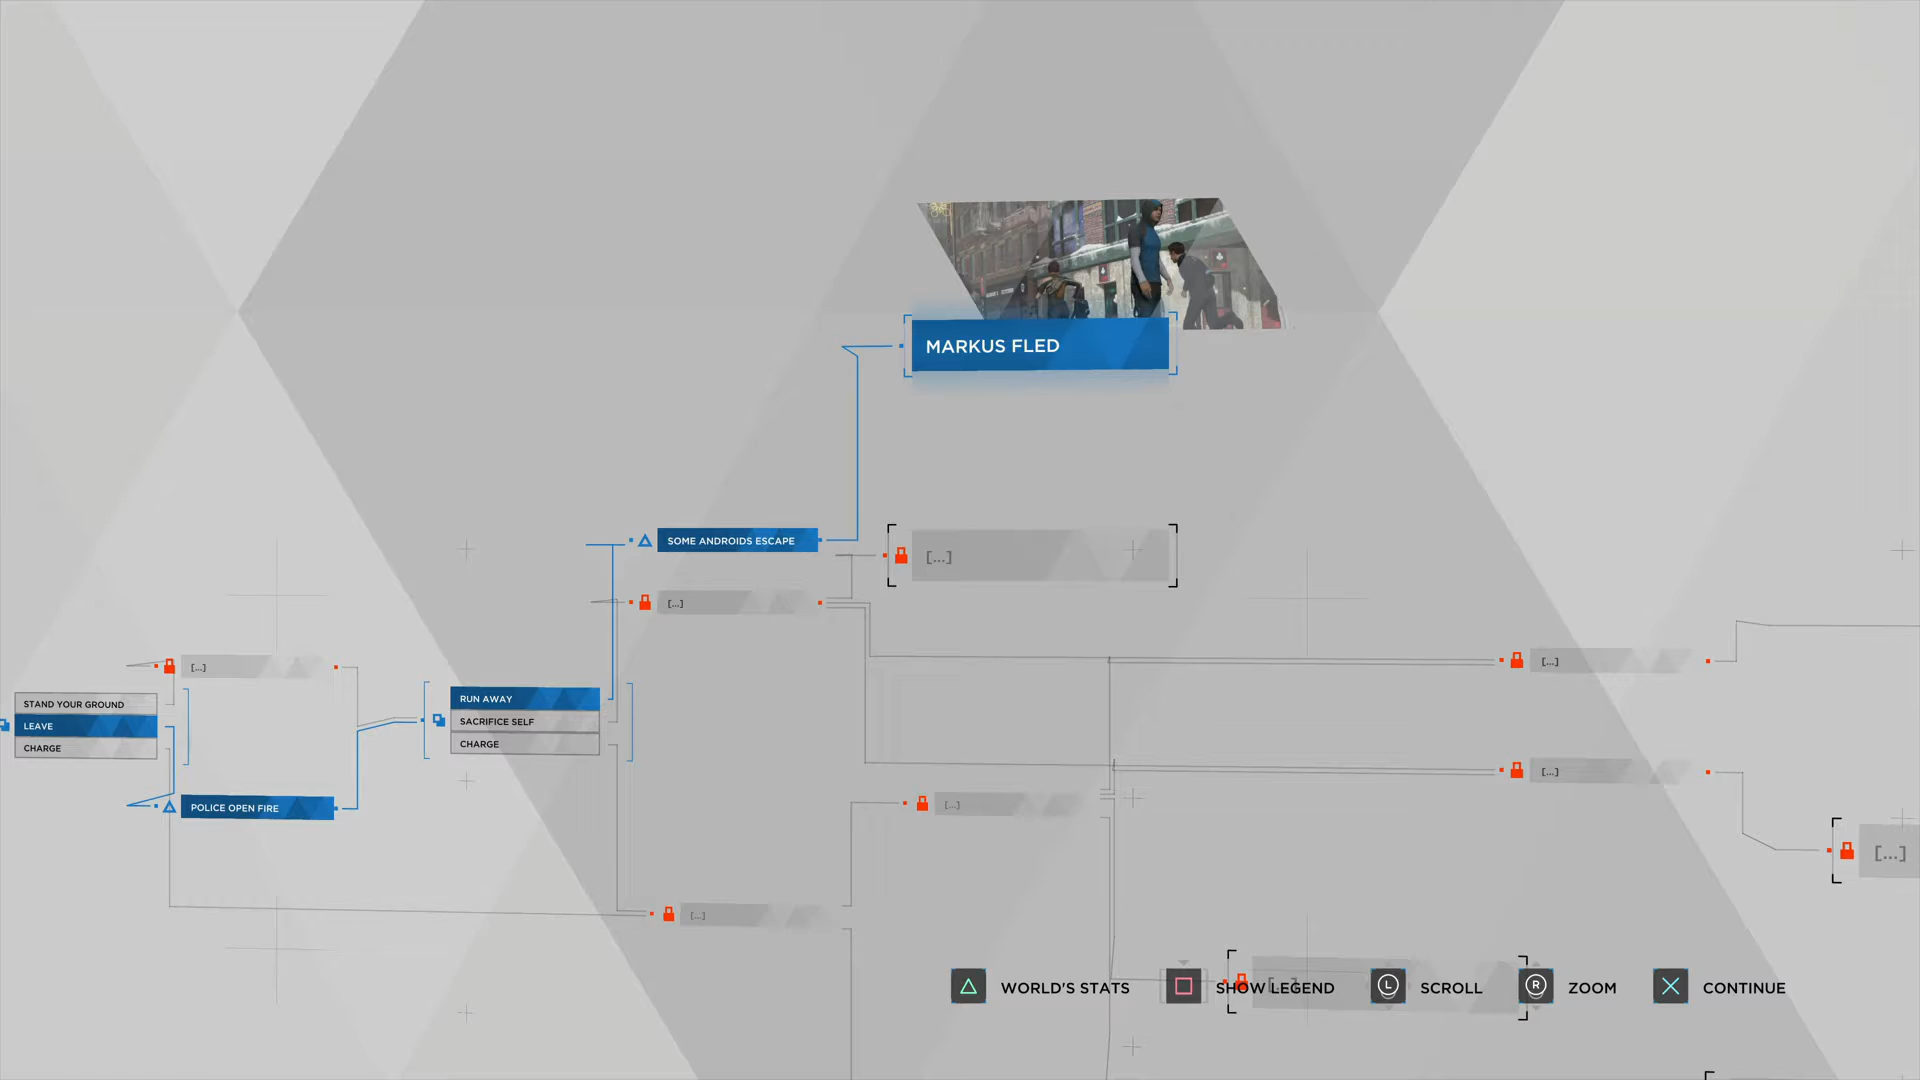 MARKUS FLED
SOME ANDROIDS ESCAPE
[...]
[...]
[...]
[...]
STAND YOUR GROUND
LEAVE
CHARGE
RUN AWAY
SACRIFICE SELF
CHARGE
[...]
POLICE OPEN FIRE
[...]
[...]
[...]
[...]
WORLD'S STATS
SHOW LEGEND
L
SCROLL
R
ZOOM
CONTINUE